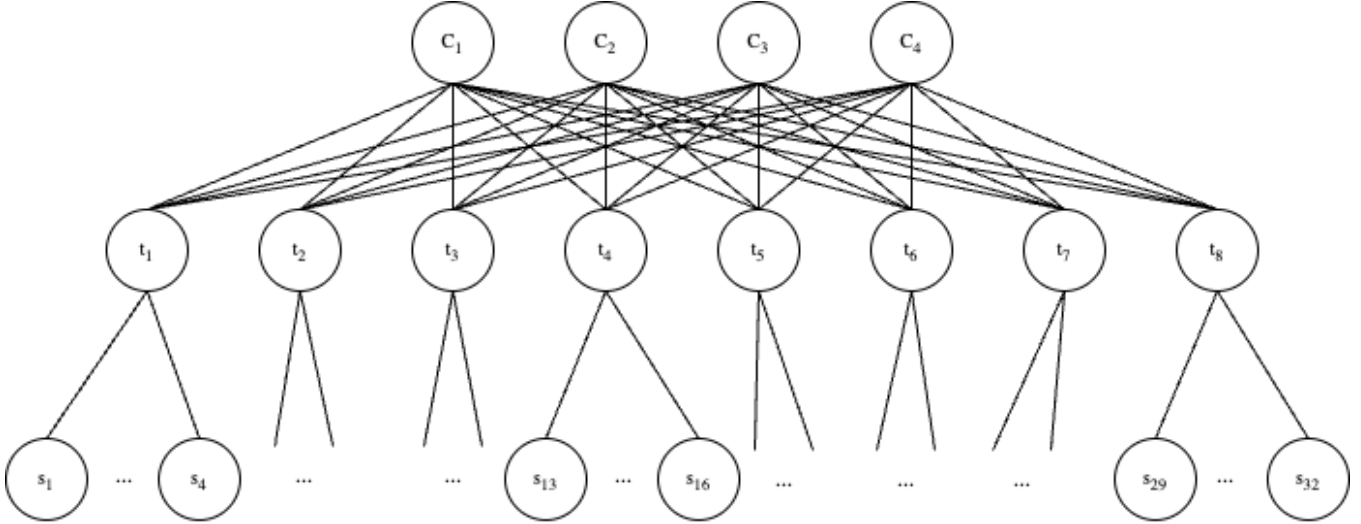 C₁ C₂ C₃ C₄
t₁ t₂ t₃ t₄ t₅ t₆ t₇ t₈
s₁ ... s₄ ... ... s₁₃ ... s₁₆ ... ... ... s₂₉ ... s₃₂